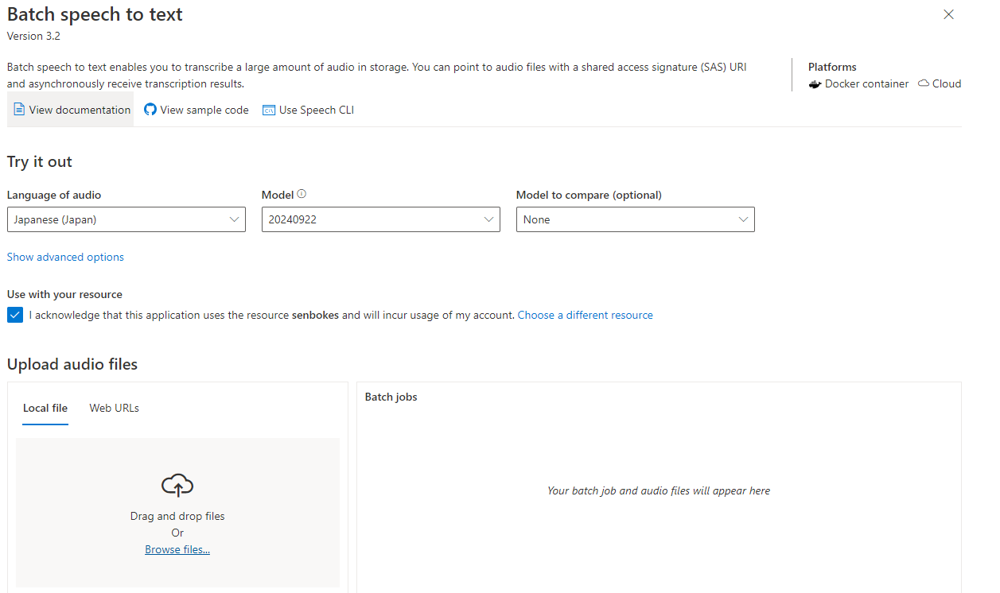 Batch speech to text
Version 3.2
Batch speech to text enables you to transcribe a large amount of audio in storage. You can point to audio files with a shared access signature (SAS) URI
and asynchronously receive transcription results.
Platforms
Docker container Cloud
View documentation View sample code Use Speech CLI
Try it out
Language of audio Model Model to compare (optional)
Japanese (Japan) 20240922 None
Show advanced options
Use with your resource
I acknowledge that this application uses the resource senbokes and will incur usage of my account. Choose a different resource
Upload audio files
Local file Web URLs
Drag and drop files
Or
Browse files...
Batch jobs
Your batch job and audio files will appear here